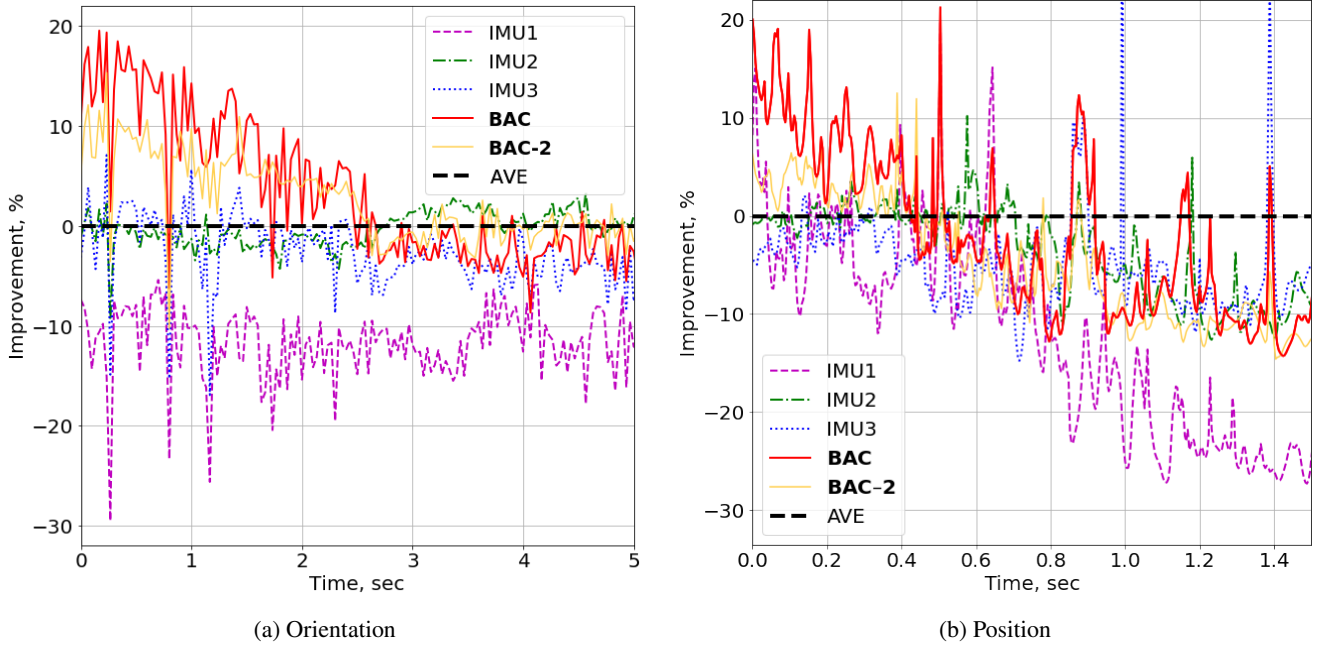 Improvement, %
20
10
0
−10
−20
−30
IMU1
IMU2
IMU3
BAC
BAC-2
AVE
0 1 2 3 4 5
Time, sec
(a) Orientation
Improvement, %
20
10
0
−10
−20
−30
IMU1
IMU2
IMU3
BAC
BAC–2
AVE
0.0 0.2 0.4 0.6 0.8 1.0 1.2 1.4
Time, sec
(b) Position